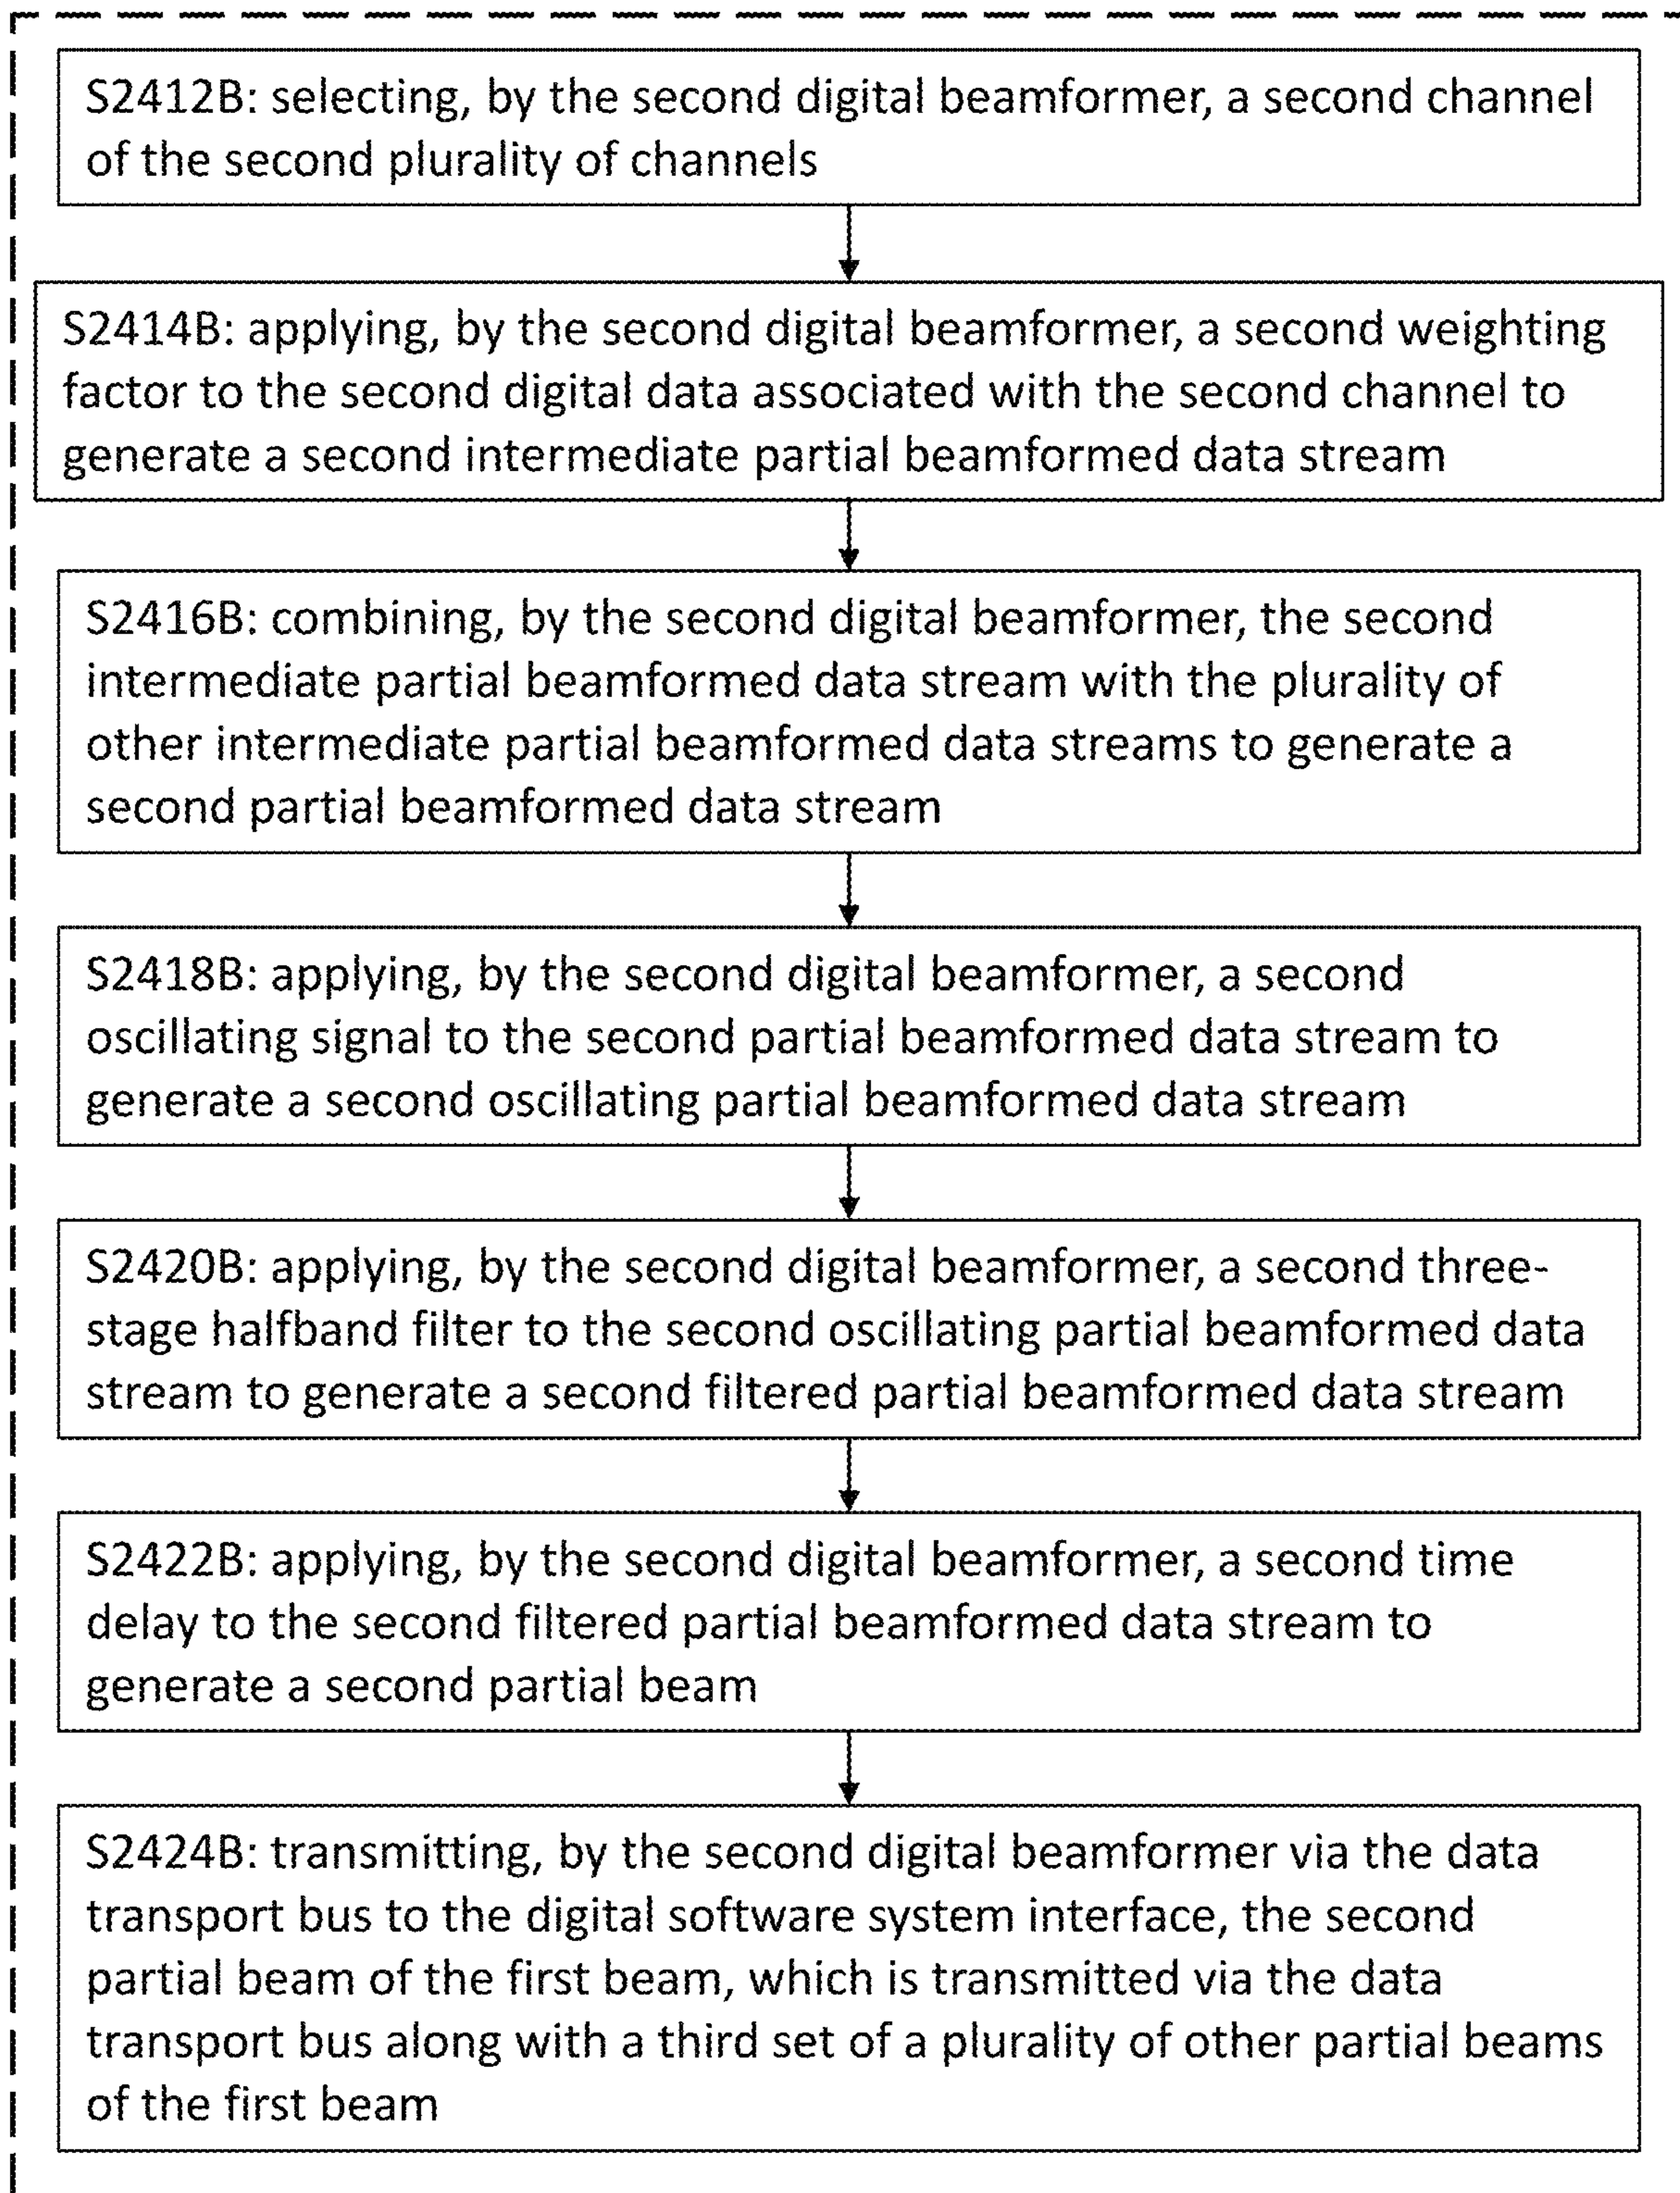 S2412B: selecting, by the second digital beamformer, a second channel
of the second plurality of channels
S2414B: applying, by the second digital beamformer, a second weighting
factor to the second digital data associated with the second channel to
generate a second intermediate partial beamformed data stream
S2416B: combining, by the second digital beamformer, the second
intermediate partial beamformed data stream with the plurality of
other intermediate partial beamformed data streams to generate a
second partial beamformed data stream
S2418B: applying, by the second digital beamformer, a second
oscillating signal to the second partial beamformed data stream to
generate a second oscillating partial beamformed data stream
S2420B: applying, by the second digital beamformer, a second three-
stage halfband filter to the second oscillating partial beamformed data
stream to generate a second filtered partial beamformed data stream
S2422B: applying, by the second digital beamformer, a second time
delay to the second filtered partial beamformed data stream to
generate a second partial beam
S2424B: transmitting, by the second digital beamformer via the data
transport bus to the digital software system interface, the second
partial beam of the first beam, which is transmitted via the data
transport bus along with a third set of a plurality of other partial beams
of the first beam